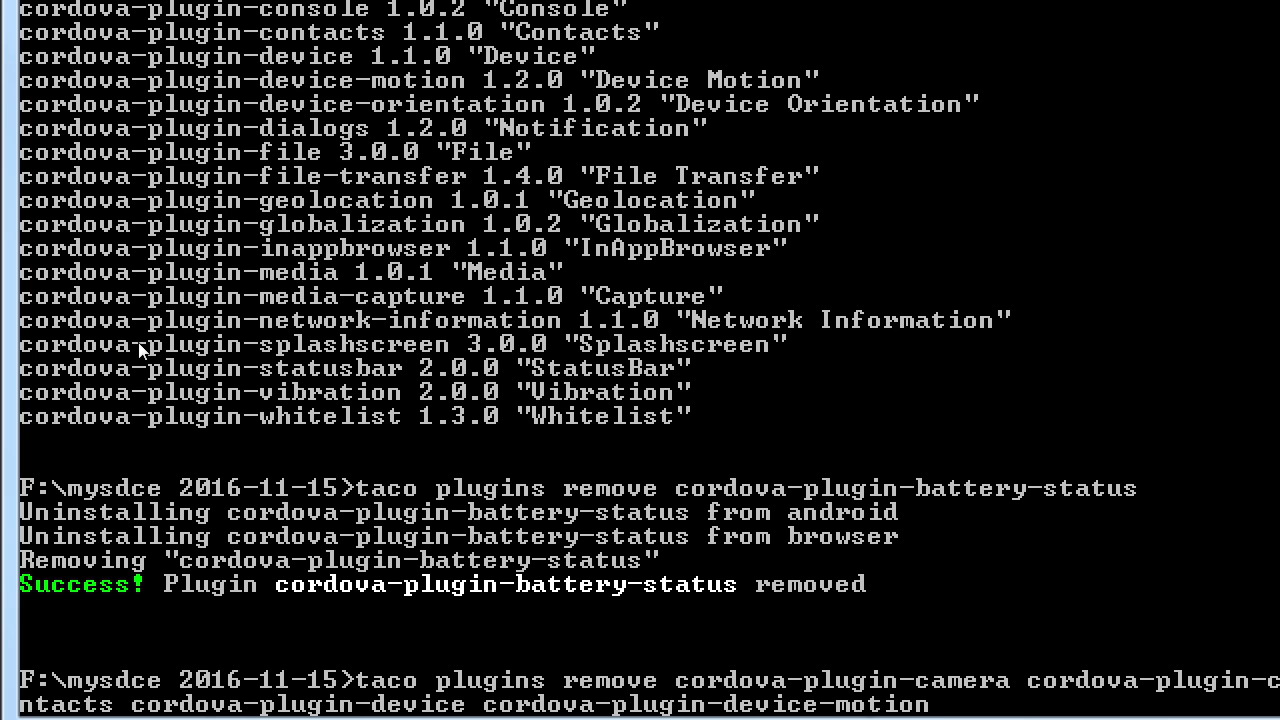 cordova-plugin-console 1.0.2 "Console"
cordova-plugin-contacts 1.1.0 "Contacts"
cordova-plugin-device 1.1.0 "Device"
cordova-plugin-device-motion 1.2.0 "Device Motion"
cordova-plugin-device-orientation 1.0.2 "Device Orientation"
cordova-plugin-dialogs 1.2.0 "Notification"
cordova-plugin-file 3.0.0 "File"
cordova-plugin-file-transfer 1.4.0 "File Transfer"
cordova-plugin-geolocation 1.0.1 "Geolocation"
cordova-plugin-globalization 1.0.2 "Globalization"
cordova-plugin-inappbrowser 1.1.0 "InAppBrowser"
cordova-plugin-media 1.0.1 "Media"
cordova-plugin-media-capture 1.1.0 "Capture"
cordova-plugin-network-information 1.1.0 "Network Information"
cordova-plugin-splashscreen 3.0.0 "Splashscreen"
cordova-plugin-statusbar 2.0.0 "StatusBar"
cordova-plugin-vibration 2.0.0 "Vibration"
cordova-plugin-whitelist 1.3.0 "Whitelist"
F:\mysdce 2016-11-15>taco plugins remove cordova-plugin-battery-status
Uninstalling cordova-plugin-battery-status from android
Uninstalling cordova-plugin-battery-status from browser
Removing "cordova-plugin-battery-status"
Success! Plugin cordova-plugin-battery-status removed
F:\mysdce 2016-11-15>taco plugins remove cordova-plugin-camera cordova-plugin-c
ntacts cordova-plugin-device cordova-plugin-device-motion